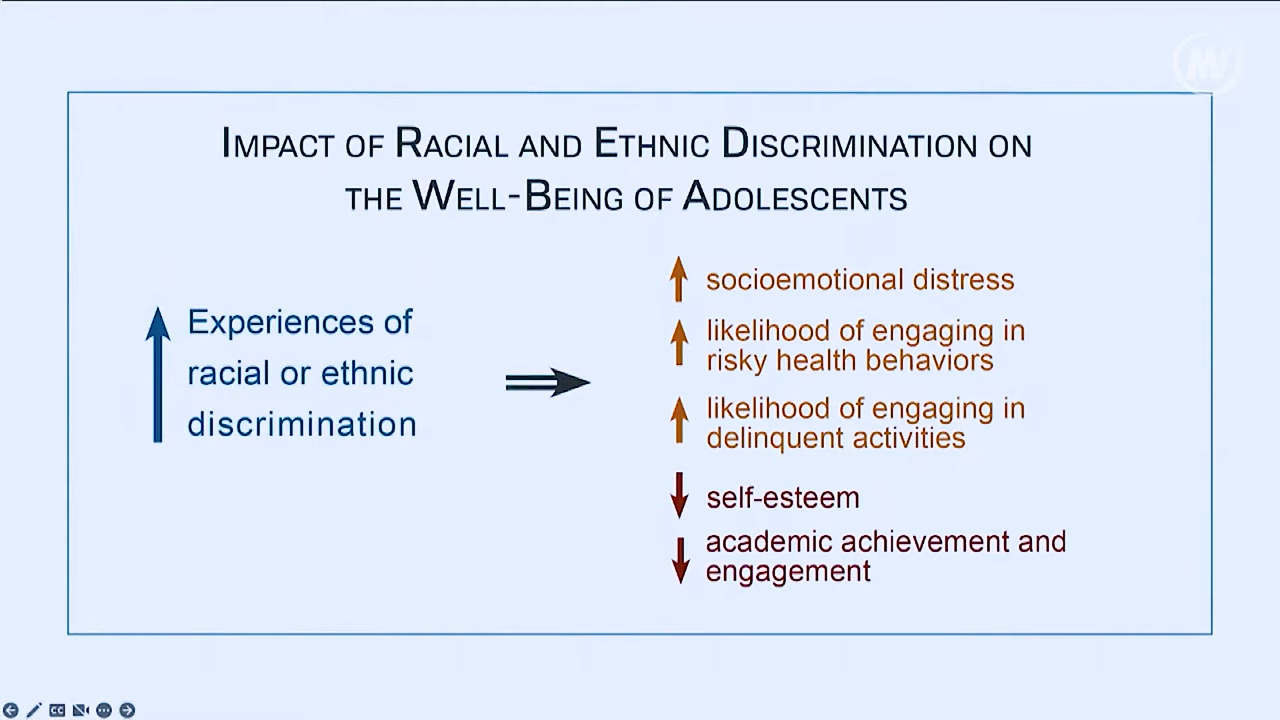 IMPACT OF RACIAL AND ETHNIC DISCRIMINATION ON
THE WELL-BEING OF ADOLESCENTS
Experiences of
racial or ethnic
discrimination
socioemotional distress
likelihood of engaging in
risky health behaviors
likelihood of engaging in
delinquent activities
self-esteem
academic achievement and
engagement
CC